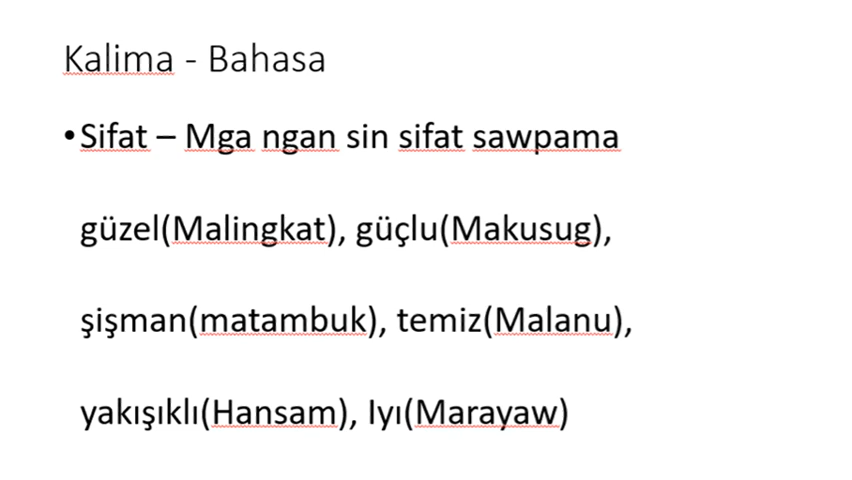 Kalima - Bahasa
•Sifat – Mga ngan sin sifat sawpama
güzel(Malingkat), güçlu(Makusug),
şişman(matambuk), temiz(Malanu),
yakışıklı(Hansam), Iyı(Marayaw)